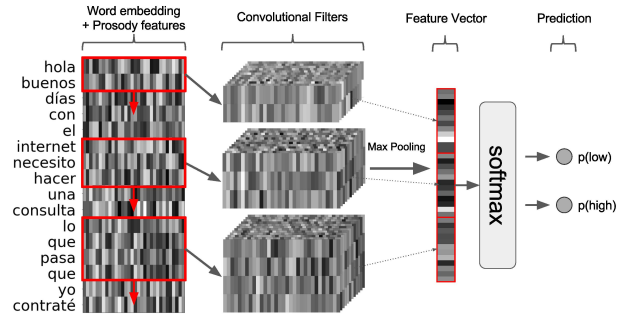 Word embedding
+ Prosody features
Convolutional Filters
Feature Vector
Prediction
hola
buenos
días
con
el
internet
necesito
hacer
una
consulta
lo
que
pasa
que
yo
contraté
Max Pooling
softmax
p(low)
p(high)